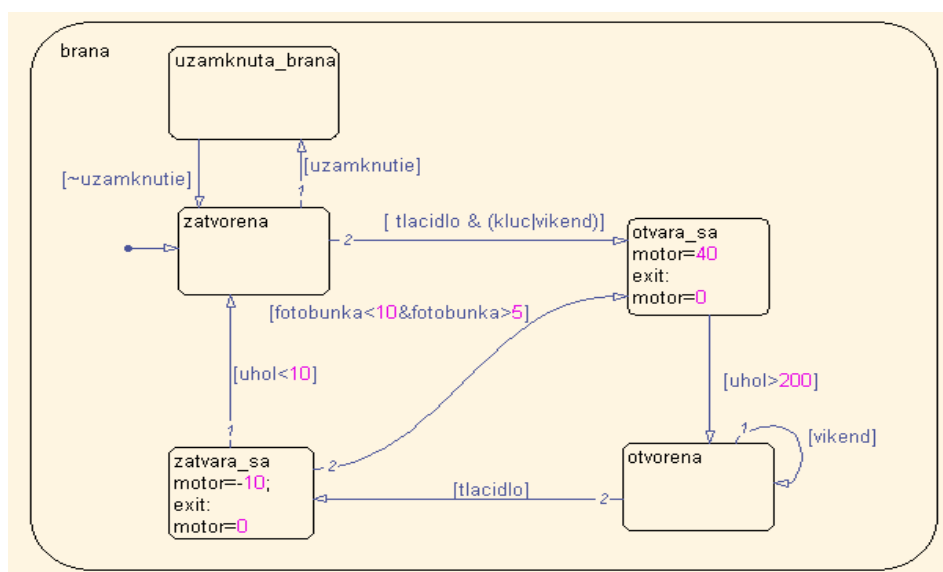 brana
uzamknuta_brana
[~uzamknutie]
[uzamknutie]
1
zatvorena
2
[ tlacidlo & (kluc|vikend)]
otvara_sa
motor=40
exit:
motor=0
[fotobunka<10&fotobunka>5]
[uhol<10]
[uhol>200]
1
1
[vikend]
zatvara_sa
motor=-10;
exit:
motor=0
2
[tlacidlo]
2
otvorena